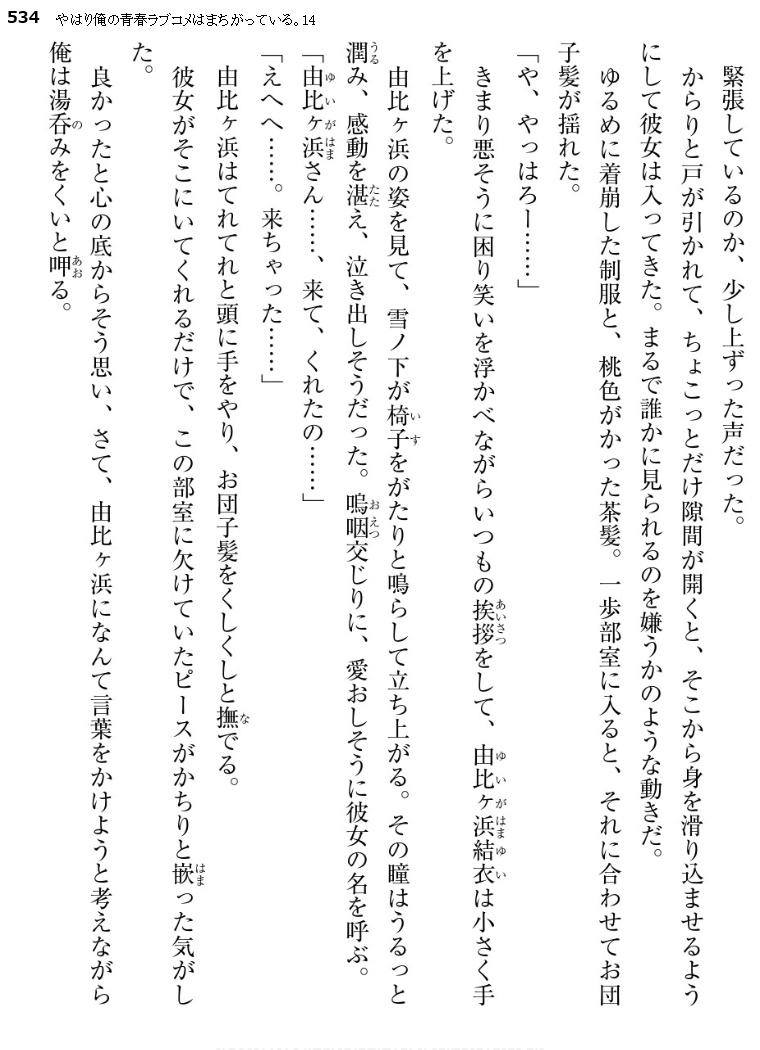 534 やはり俺の青春ラブコメはまちがっている。14
緊張しているのか、少し上ずった声だった。
からりと戸が引かれて、ちょこっとだけ隙間が開くと、そこから身を滑り込ませるよう
にして彼女は入ってきた。まるで誰かに見られるのを嫌うかのような動きだ。
ゆるめに着崩した制服と、桃色がかった茶髪。一歩部室に入ると、それに合わせてお団
子髪が揺れた。
「や、やっはろー……」
きまり悪そうに困り笑いを浮かべながらいつもの挨拶をして、由比ヶ浜結衣は小さく手
を上げた。
由比ヶ浜の姿を見て、雪ノ下が椅子をがたりと鳴らして立ち上がる。その瞳はうるっと
潤み、感動を湛え、泣き出しそうだった。嗚咽交じりに、愛おしそうに彼女の名を呼ぶ。
「由比ヶ浜さん……、来て、くれたの……」
「えへへ……。来ちゃった……」
由比ヶ浜はてれてれと頭に手をやり、お団子髪をくしくしと撫でる。
彼女がそこにいてくれるだけで、この部室に欠けていたピースがかちりと嵌った気がし
た。
良かったと心の底からそう思い、さて、由比ヶ浜になんて言葉をかけようと考えながら
俺は湯呑みをくいと呷る。